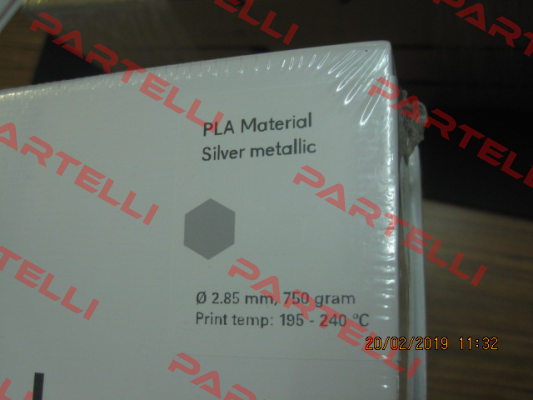 PARTELLI
PARTELLI
PARTELLI
PLA Material
Silver metallic
PARTELLI
PARTELLI
PARTELLI
Ø 2.85 mm, 750 gram
Print temp: 195 - 240 ºC
20/02/2019 11:32
PARTELLI
PARTELLI